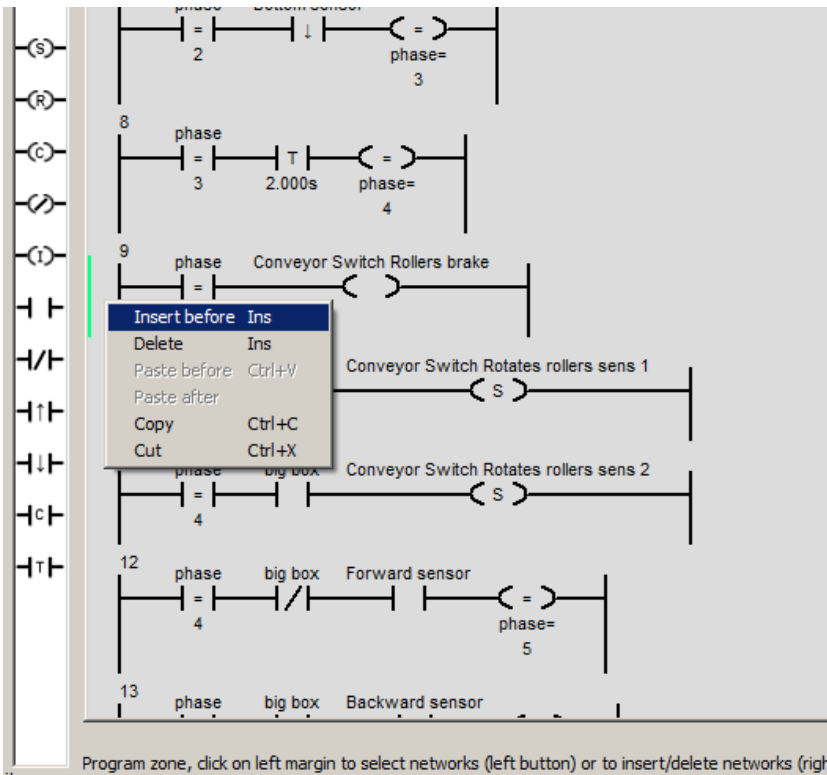 phase Bottom sensor
= ↓ =
2 phase=
3
S
R
C
I
C
T
8
phase
= T =
3 2.000s phase=
4
9
phase Conveyor Switch Rollers brake
=
Insert before Ins
Delete Ins
Paste before Ctrl+V
Paste after
Copy Ctrl+C
Cut Ctrl+X
Conveyor Switch Rotates rollers sens 1
S
phase big box Conveyor Switch Rotates rollers sens 2
= S
4
12
phase big box Forward sensor
= =
4 phase=
5
13
phase big box Backward sensor
Program zone, click on left margin to select networks (left button) or to insert/delete networks